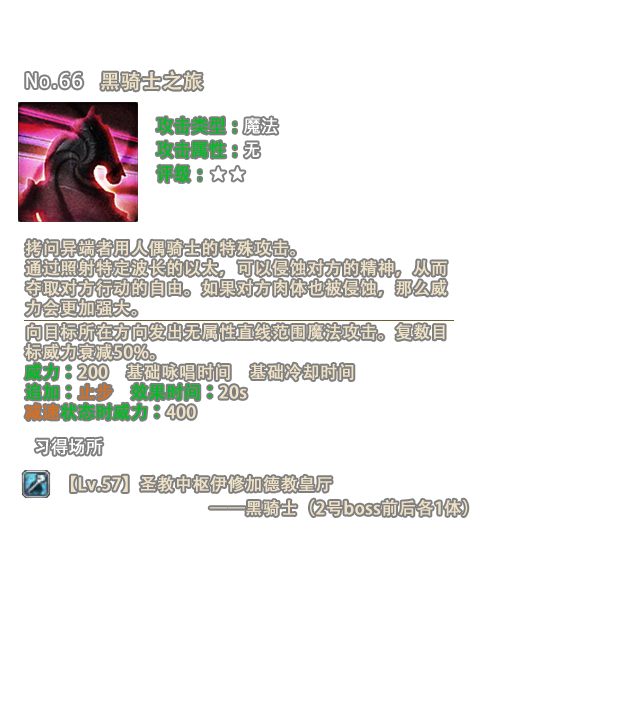 No.66 黑骑士之旅
攻击类型：魔法
攻击属性：无
评级：★★
拷问异端者用人偶骑士的特殊攻击。
通过照射特定波长的以太，可以侵蚀对方的精神，从而
夺取对方行动的自由。如果对方肉体也被侵蚀，那么威
力会更加强大。
向目标所在方向发出无属性直线范围魔法攻击。复数目
标威力衰减50%。
威力：200 基础咏唱时间 基础冷却时间
追加：止步 效果时间：20s
减速状态时威力：400
习得场所
【Lv.57】圣教中枢伊修加德教皇厅
——黑骑士（2号boss前后各1体）